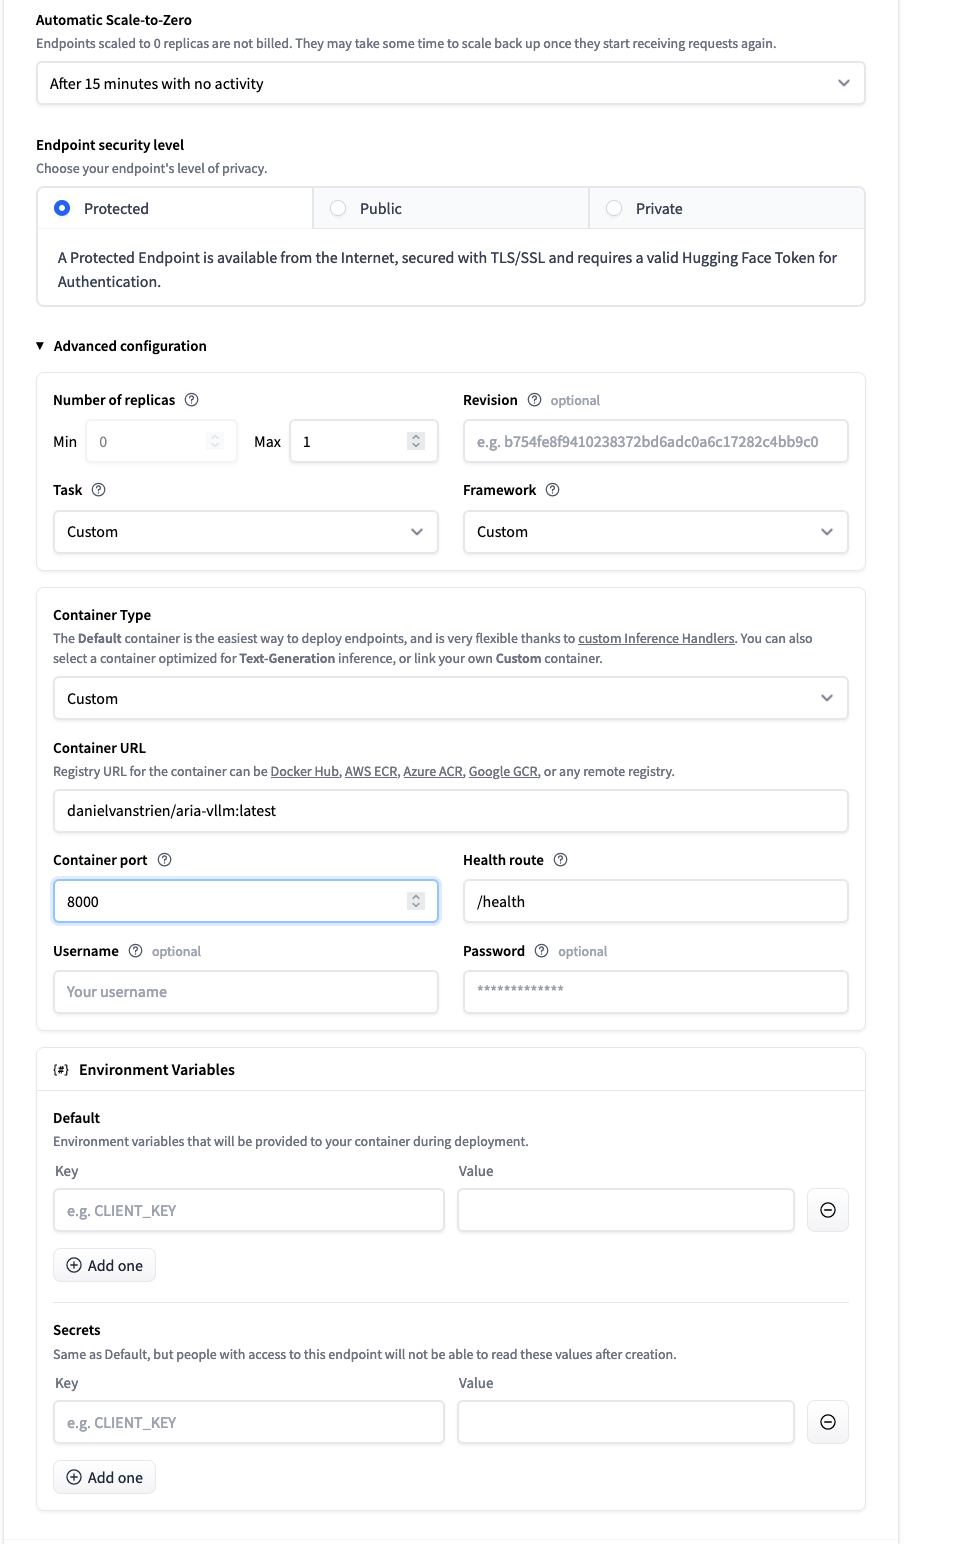 Automatic Scale-to-Zero
Endpoints scaled to 0 replicas are not billed. They may take some time to scale back up once they start receiving requests again.
After 15 minutes with no activity
Endpoint security level
Choose your endpoint's level of privacy.
Protected
Public
Private
A Protected Endpoint is available from the Internet, secured with TLS/SSL and requires a valid Hugging Face Token for
Authentication.
Advanced configuration
Number of replicas
Revision optional
Min 0 Max 1
e.g. b754fe8f9410238372bd6adc0a6c17282c4bb9c0
Task
Framework
Custom
Custom
Container Type
The Default container is the easiest way to deploy endpoints, and is very flexible thanks to custom Inference Handlers. You can also
select a container optimized for Text-Generation inference, or link your own Custom container.
Custom
Container URL
Registry URL for the container can be Docker Hub, AWS ECR, Azure ACR, Google GCR, or any remote registry.
danielvanstrien/aria-vllm:latest
Container port
Health route
8000
/health
Username optional
Password optional
Your username
*************
{#} Environment Variables
Default
Environment variables that will be provided to your container during deployment.
Key
Value
e.g. CLIENT_KEY
Add one
Secrets
Same as Default, but people with access to this endpoint will not be able to read these values after creation.
Key
Value
e.g. CLIENT_KEY
Add one